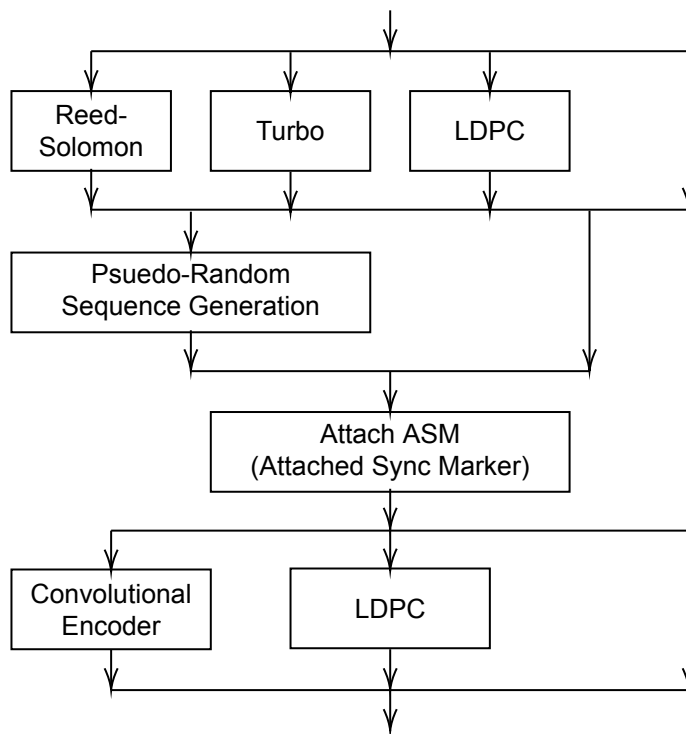 Reed-
Solomon
Turbo
LDPC
Psuedo-Random
Sequence Generation
Attach ASM
(Attached Sync Marker)
Convolutional
Encoder
LDPC